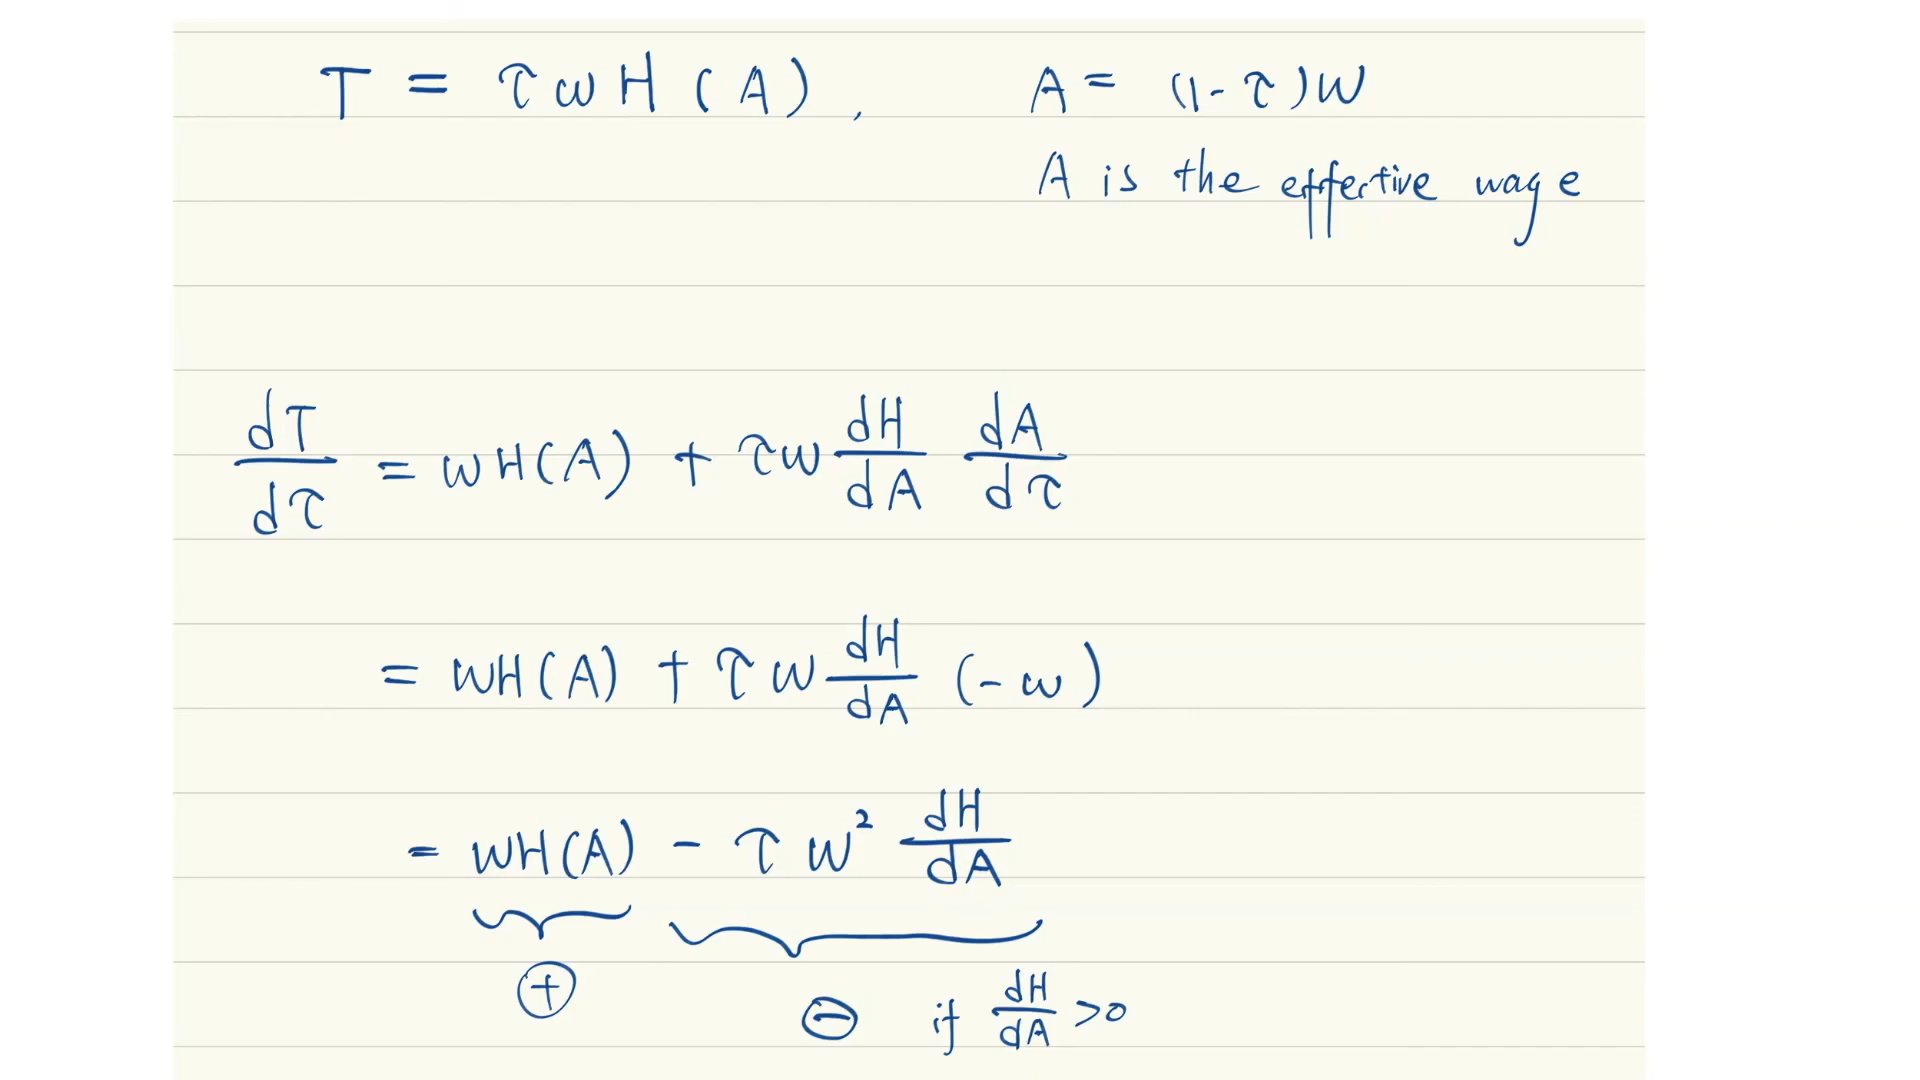 T = τwH(A), A = (1-τ)w
A is the effective wage
dT/dτ = wH(A) + τw dH/dA dA/dτ
= wH(A) + τw dH/dA (-w)
= wH(A) - τw² dH/dA
⊕ ⊖ if dH/dA >0